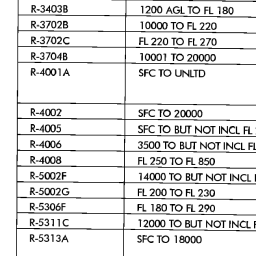 R-3403B 1200 AGL TO FL 180
R-3702B 10000 TO FL 220
R-3702C FL 220 TO FL 270
R-3704B 10001 TO 20000
R-4001A SFC TO UNLTD
R-4002 SFC TO 20000
R-4005 SFC TO BUT NOT INCL FL
R-4006 3500 TO BUT NOT INCL FL
R-4008 FL 250 TO FL 850
R-5002F 14000 TO BUT NOT INCL
R-5002G FL 200 TO FL 230
R-5306F FL 180 TO FL 290
R-5311C 12000 TO BUT NOT INCL
R-5313A SFC TO 18000